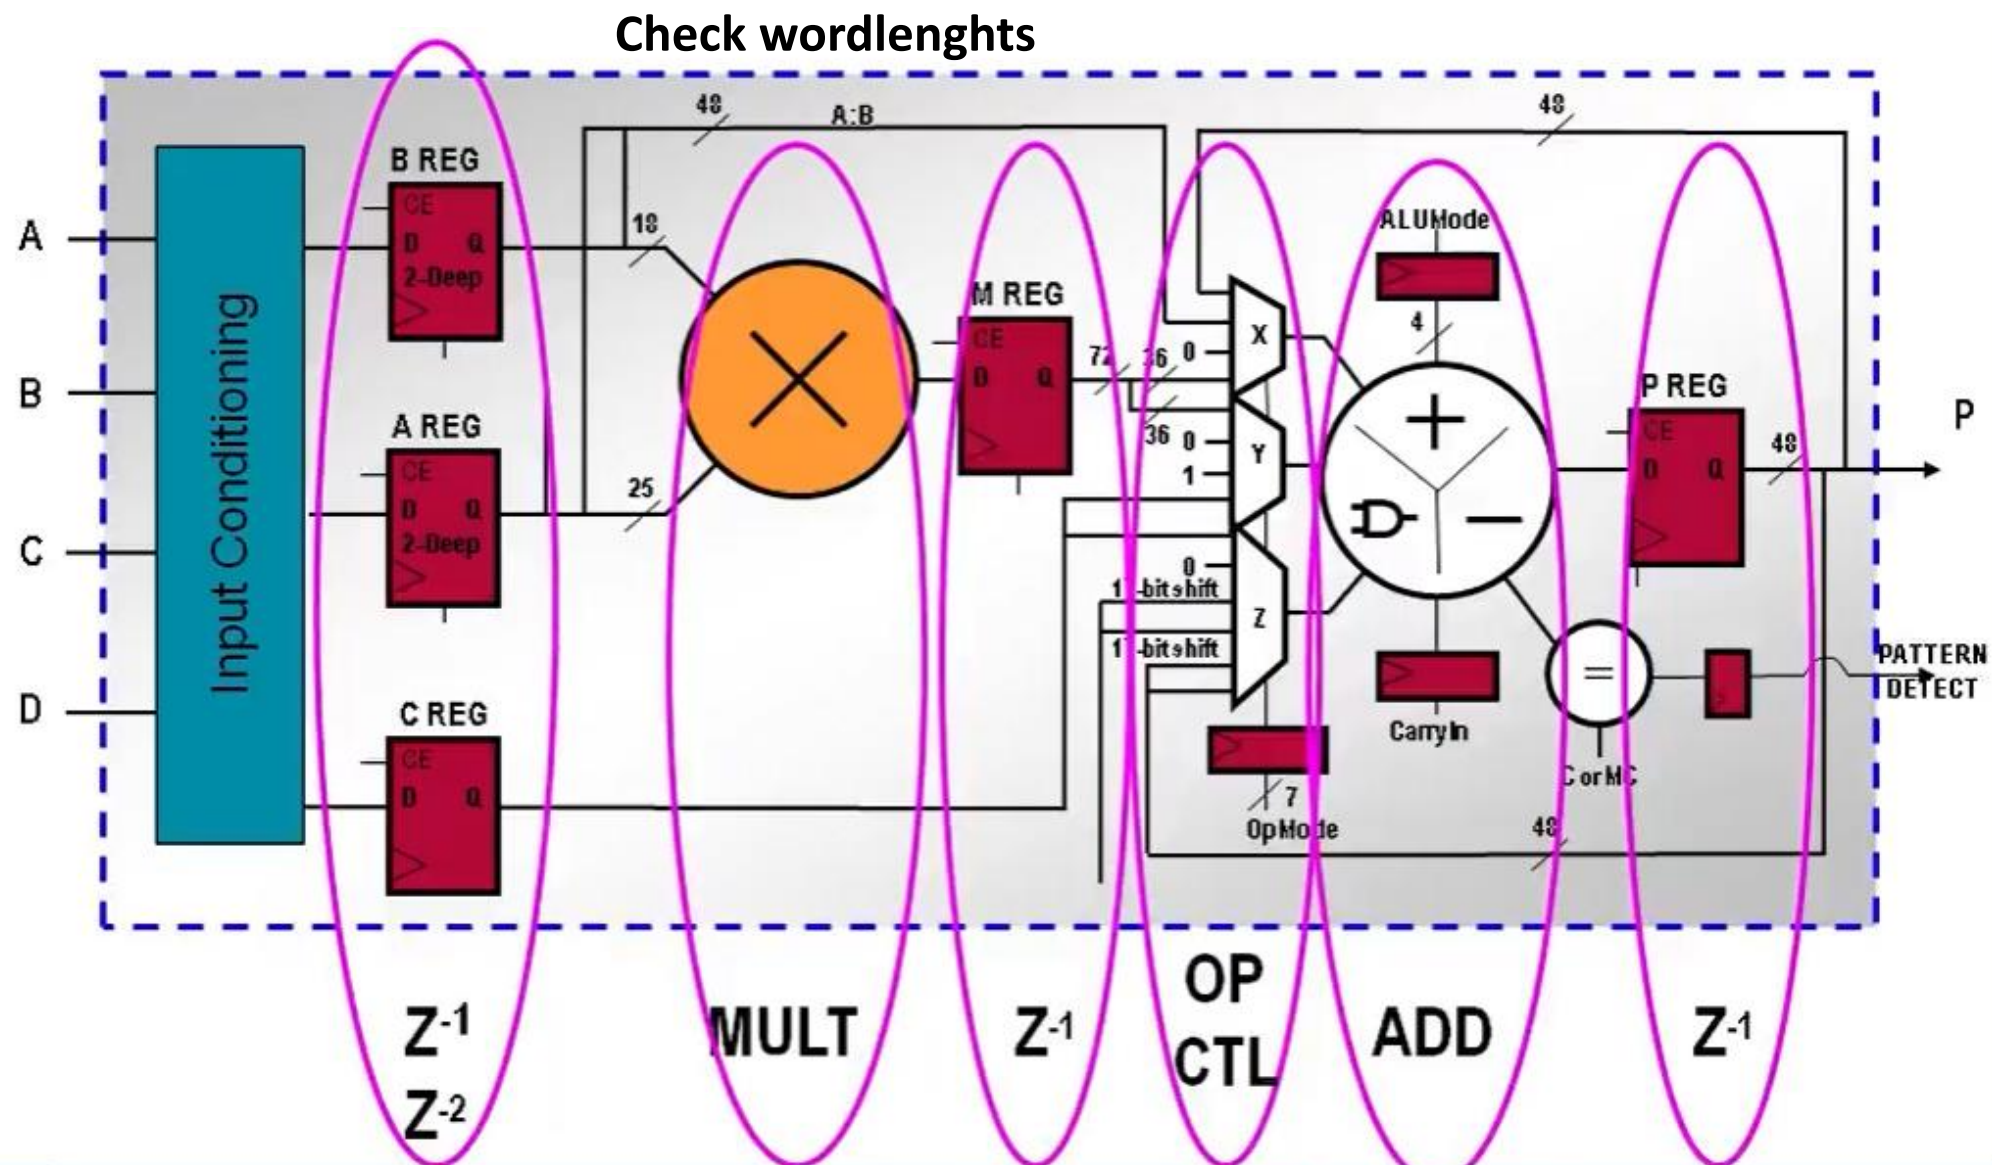 Check wordlenghts
48
A:B
48
B REG
CE
D Q
2-Deep
18
ALUMode
4
A
B
C
D
Input Conditioning
M REG
CE
D Q
72
36
36
X
0
Y
0
1
Z
0
17-bit shift
17-bit shift
A REG
CE
D Q
2-Deep
25
P REG
CE
D Q
48
P
=
PATTERN
DETECT
C REG
CE
D Q
CarryIn
C or MC
7
OpMode
48
Z-1
Z-2
MULT
Z-1
OP
CTL
ADD
Z-1